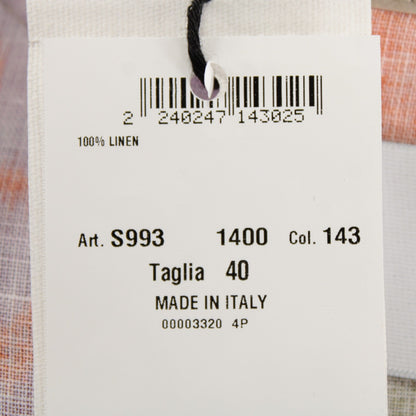 2 240247 143025
100% LINEN
Art. S993 1400 Col. 143
Taglia 40
MADE IN ITALY
00003320 4P